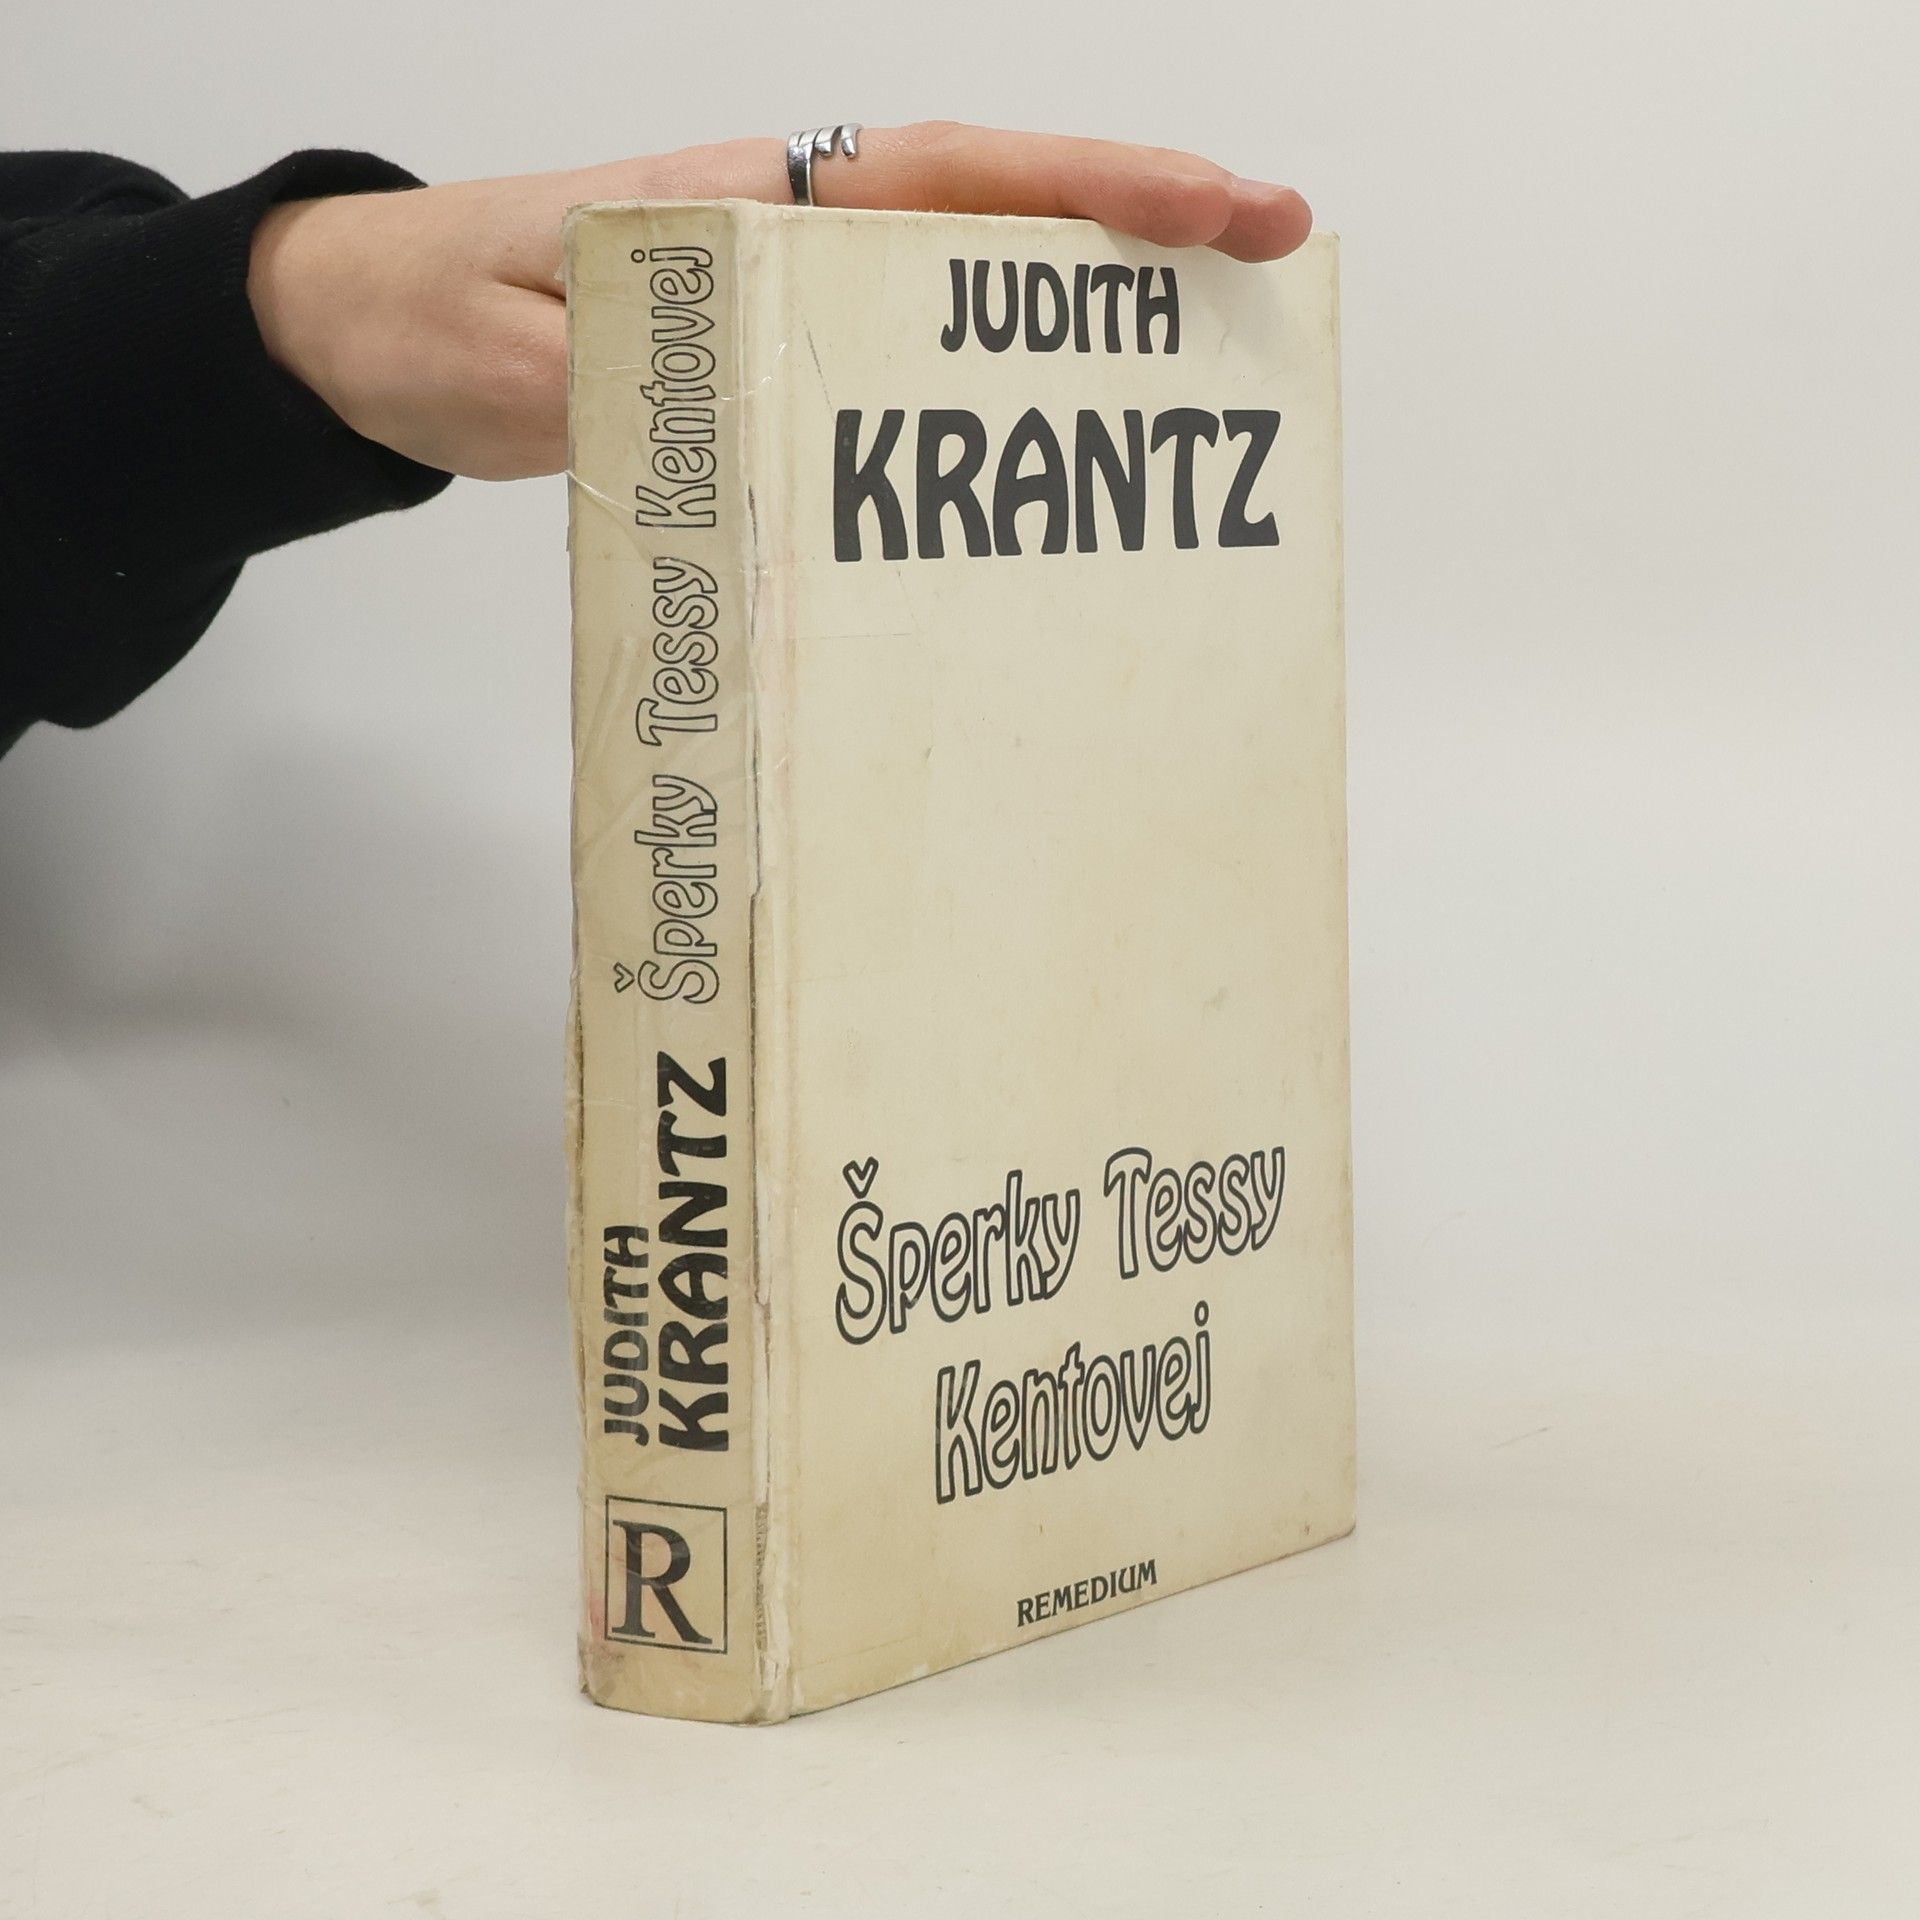 JUDITH
KRANTZ
Šperky Tessy Kentovej
R
JUDITH
KRANTZ
Šperky Tessy
Kentovej
REMEDIUM